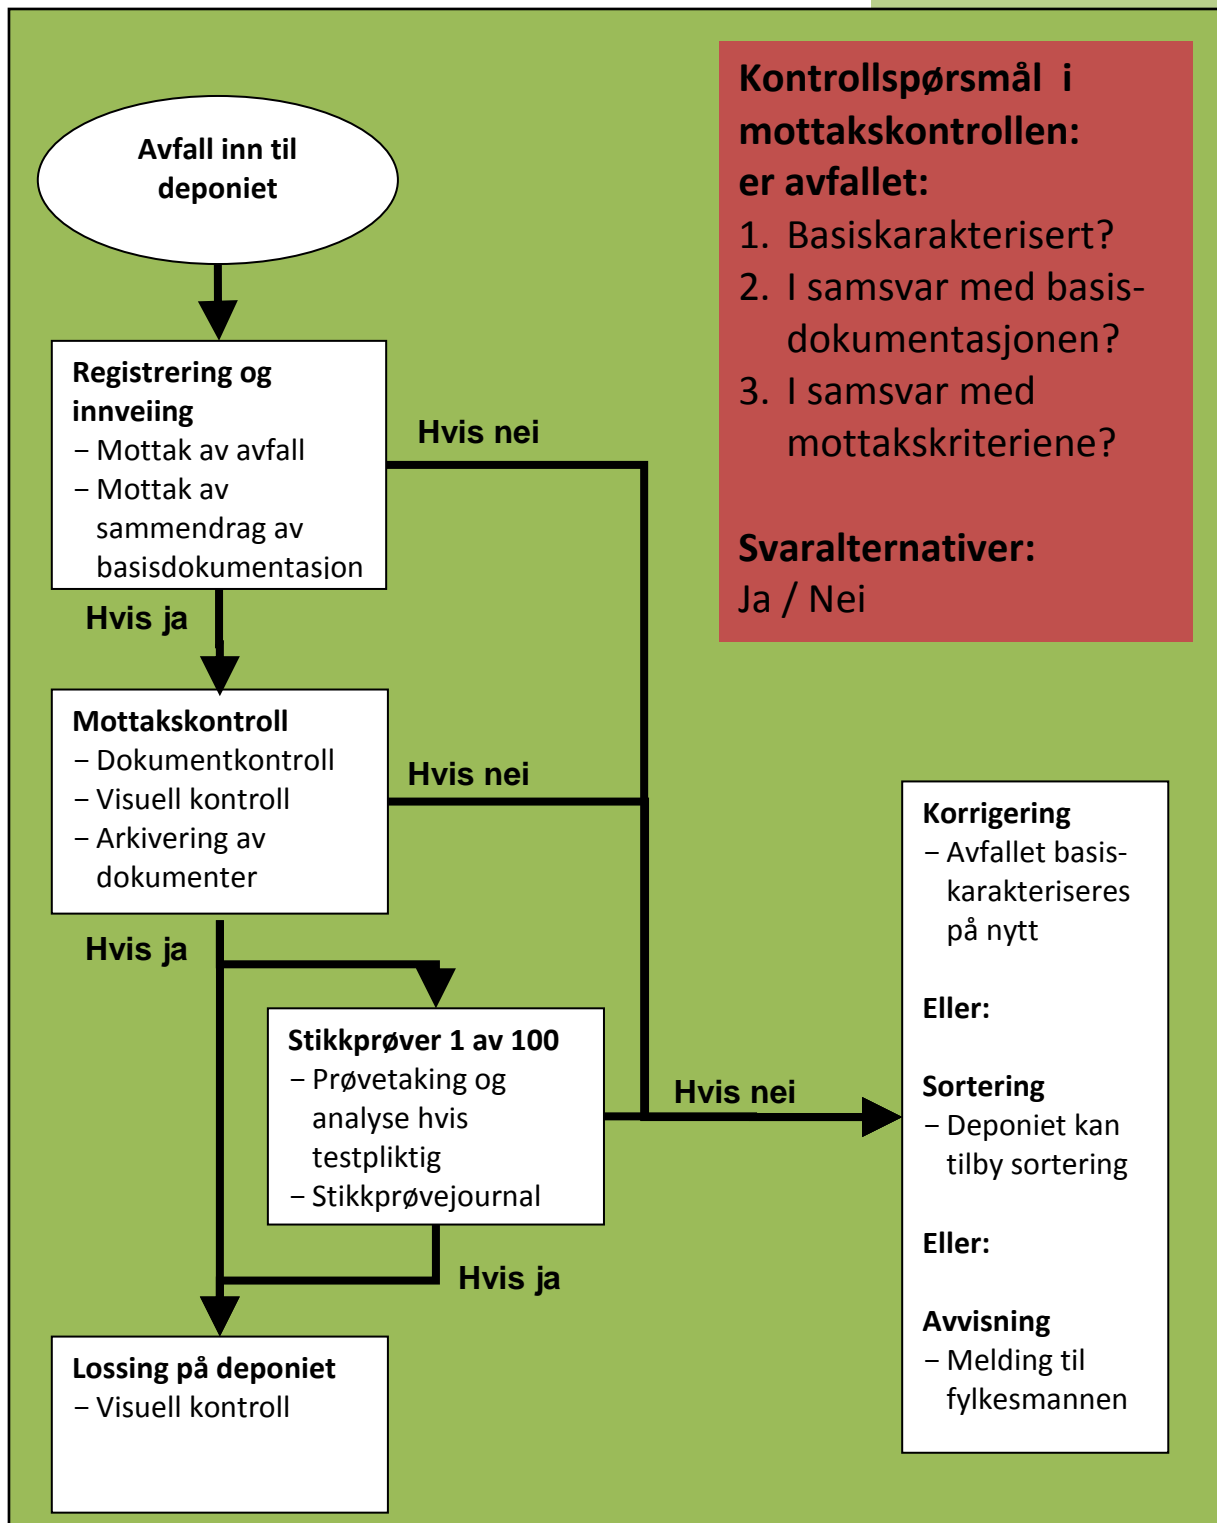 Avfall inn til
deponiet
Kontrollspørsmål i
mottakskontrollen:
er avfallet:
1. Basiskarakterisert?
2. I samsvar med basis-
dokumentasjonen?
3. I samsvar med
mottakskriteriene?
Svaralternativer:
Ja / Nei
Registrering og
innveiing
– Mottak av avfall
– Mottak av
sammendrag av
basisdokumentasjon
Hvis nei
Hvis ja
Mottakskontroll
– Dokumentkontroll
– Visuell kontroll
– Arkivering av
dokumenter
Hvis nei
Hvis ja
Stikkprøver 1 av 100
– Prøvetaking og
analyse hvis
testpliktig
– Stikkprøvejournal
Hvis nei
Hvis ja
Lossing på deponiet
– Visuell kontroll
Korrigering
– Avfallet basis-
karakteriseres
på nytt
Eller:
Sortering
– Deponiet kan
tilby sortering
Eller:
Avvisning
– Melding til
fylkesmannen